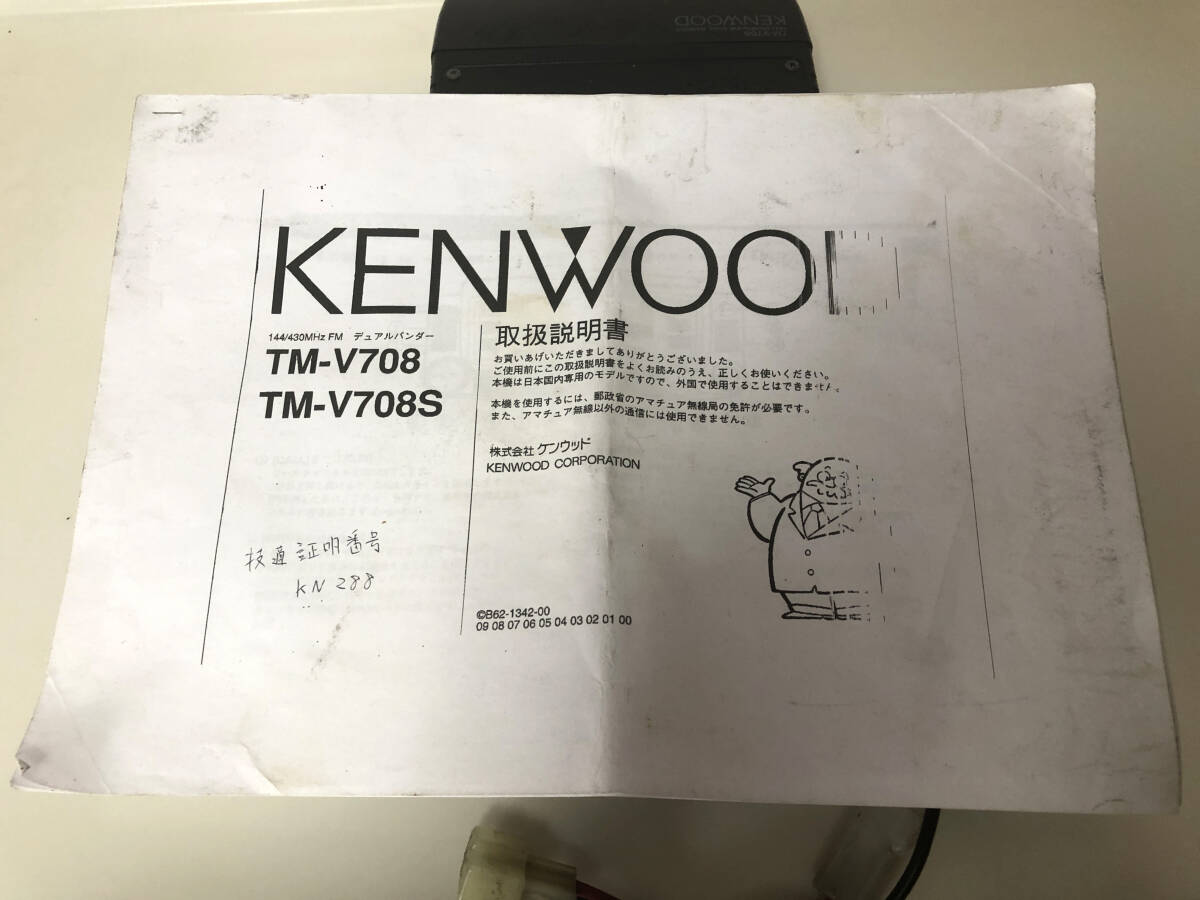 KENWOOD
KENWOOD
144/430MHz FM デュアルバンダー
TM-V708
TM-V708S
取扱説明書
お買いあげいただきましてありがとうございました。
ご使用前にこの取扱説明書をよくお読みのうえ、正しくお使いください。
本機は日本国内専用のモデルですので、外国で使用することはできません。
本機を使用するには、郵政省のアマチュア無線局の免許が必要です。
また、アマチュア無線以外の通信には使用できません。
株式会社 ケンウッド
KENWOOD CORPORATION
技適証明番号
KN 288
©B62-1342-00
09 08 07 06 05 04 03 02 01 00